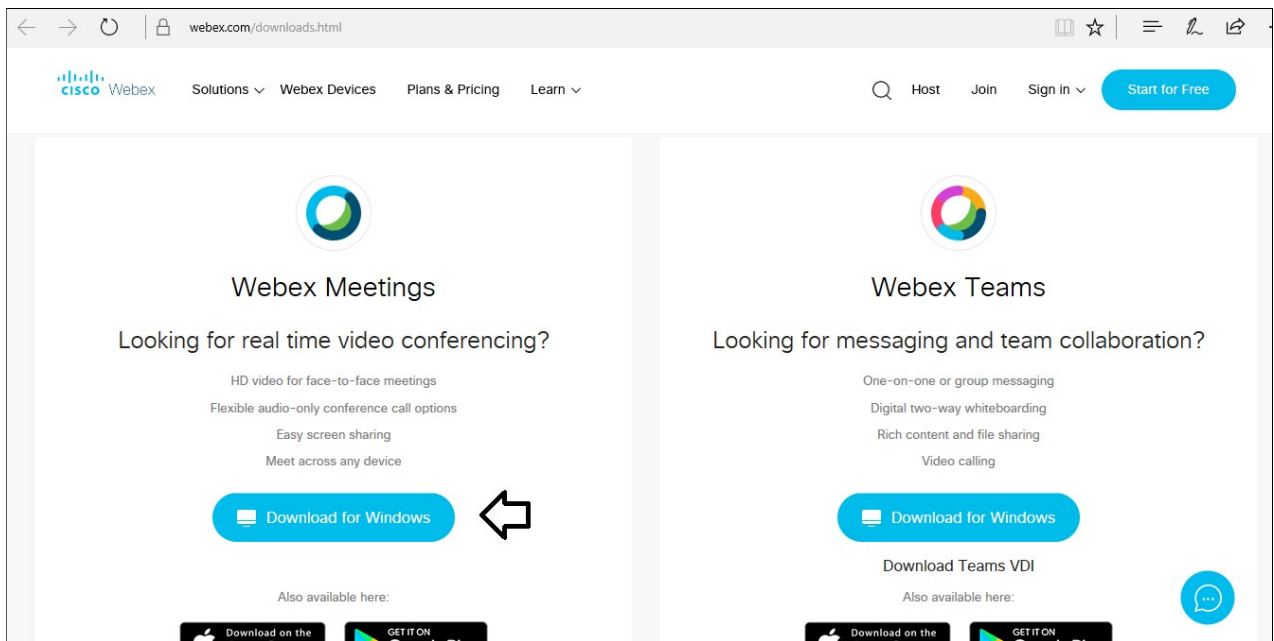 webex.com/downloads.html
cisco Webex Solutions Webex Devices Plans & Pricing Learn Host Join Sign in Start for Free
Webex Meetings
Looking for real time video conferencing?
HD video for face-to-face meetings
Flexible audio-only conference call options
Easy screen sharing
Meet across any device
Download for Windows
Also available here:
Download on the
GET IT ON
Webex Teams
Looking for messaging and team collaboration?
One-on-one or group messaging
Digital two-way whiteboarding
Rich content and file sharing
Video calling
Download for Windows
Download Teams VDI
Also available here:
Download on the
GET IT ON